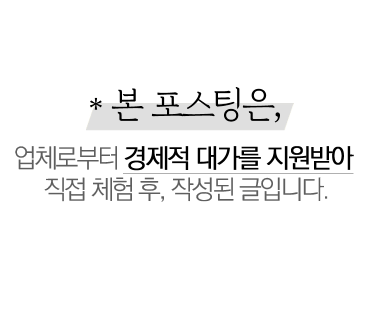 * 본 포스팅은,
업체로부터 경제적 대가를 지원받아
직접 체험 후, 작성된 글입니다.